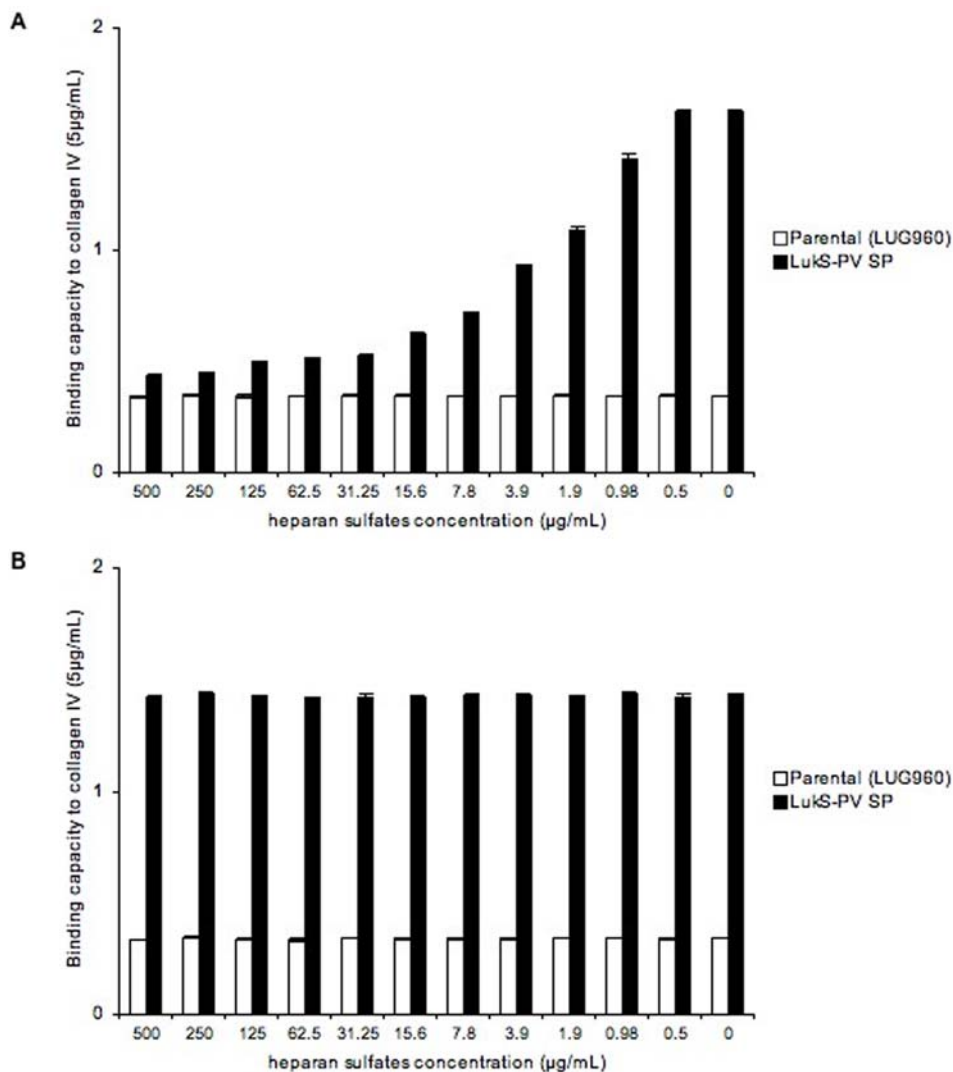 A
2
1
0
Binding capacity to collagen IV (5µg/mL)
500 250 125 62.5 31.25 15.6 7.8 3.9 1.9 0.98 0.5 0
heparan sulfates concentration (µg/mL)
Parental (LUG960)
LukS-PV SP
B
2
1
0
Binding capacity to collagen IV (5µg/mL)
500 250 125 62.5 31.25 15.6 7.8 3.9 1.9 0.98 0.5 0
heparan sulfates concentration (µg/mL)
Parental (LUG960)
LukS-PV SP